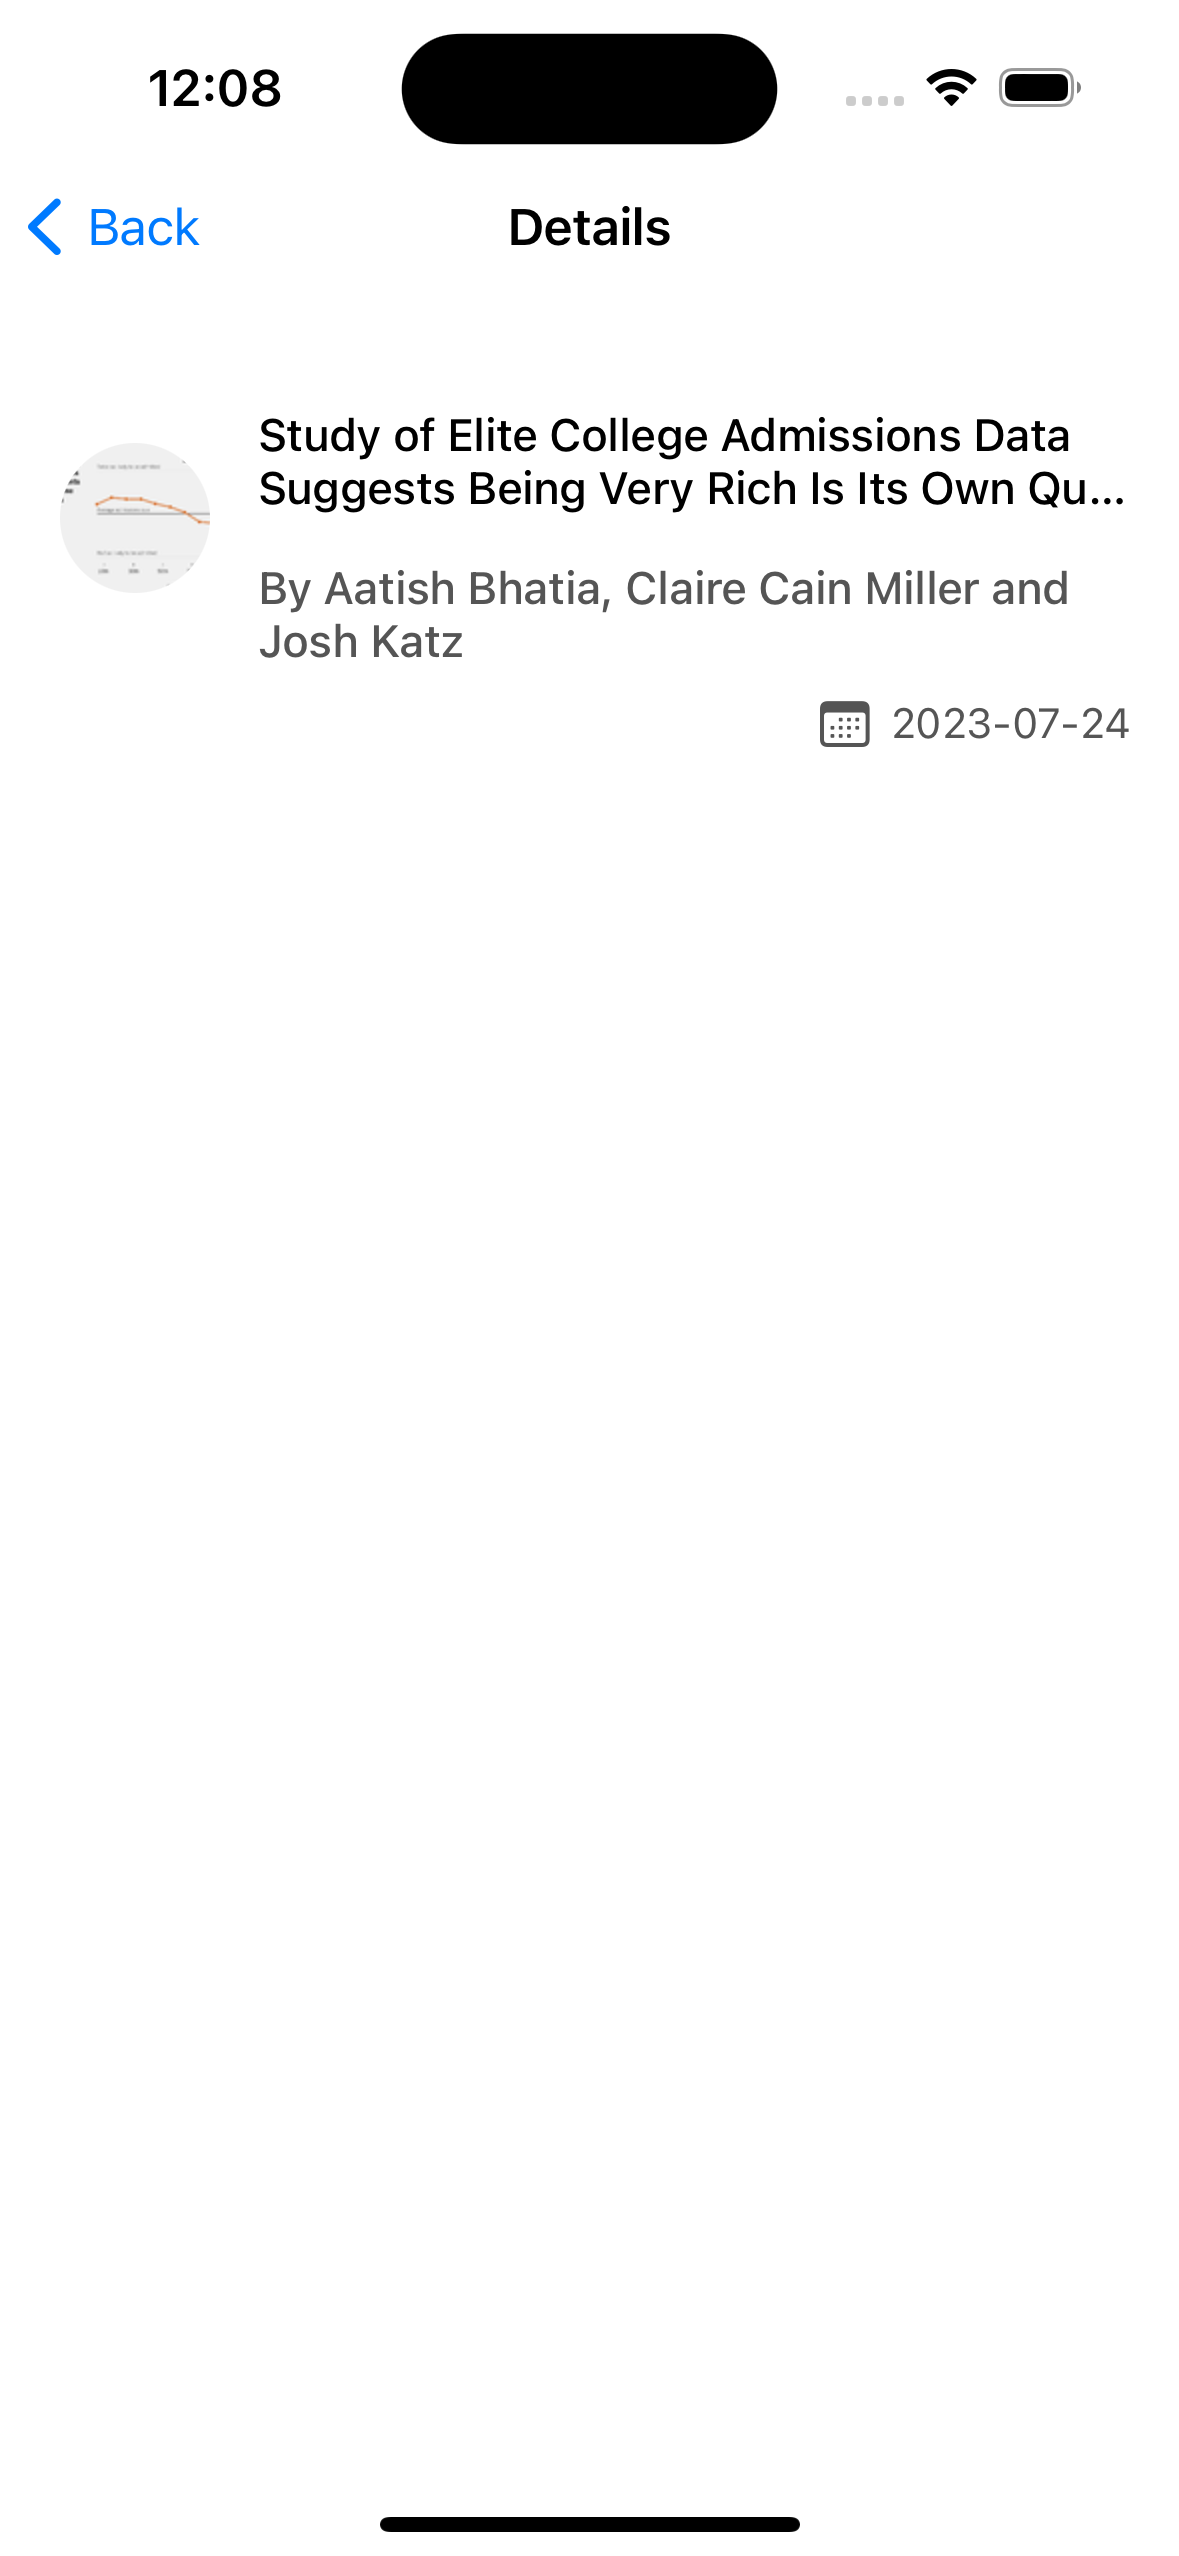 12:08
Back
Details
Study of Elite College Admissions Data
Suggests Being Very Rich Is Its Own Qu...
By Aatish Bhatia, Claire Cain Miller and
Josh Katz
2023-07-24